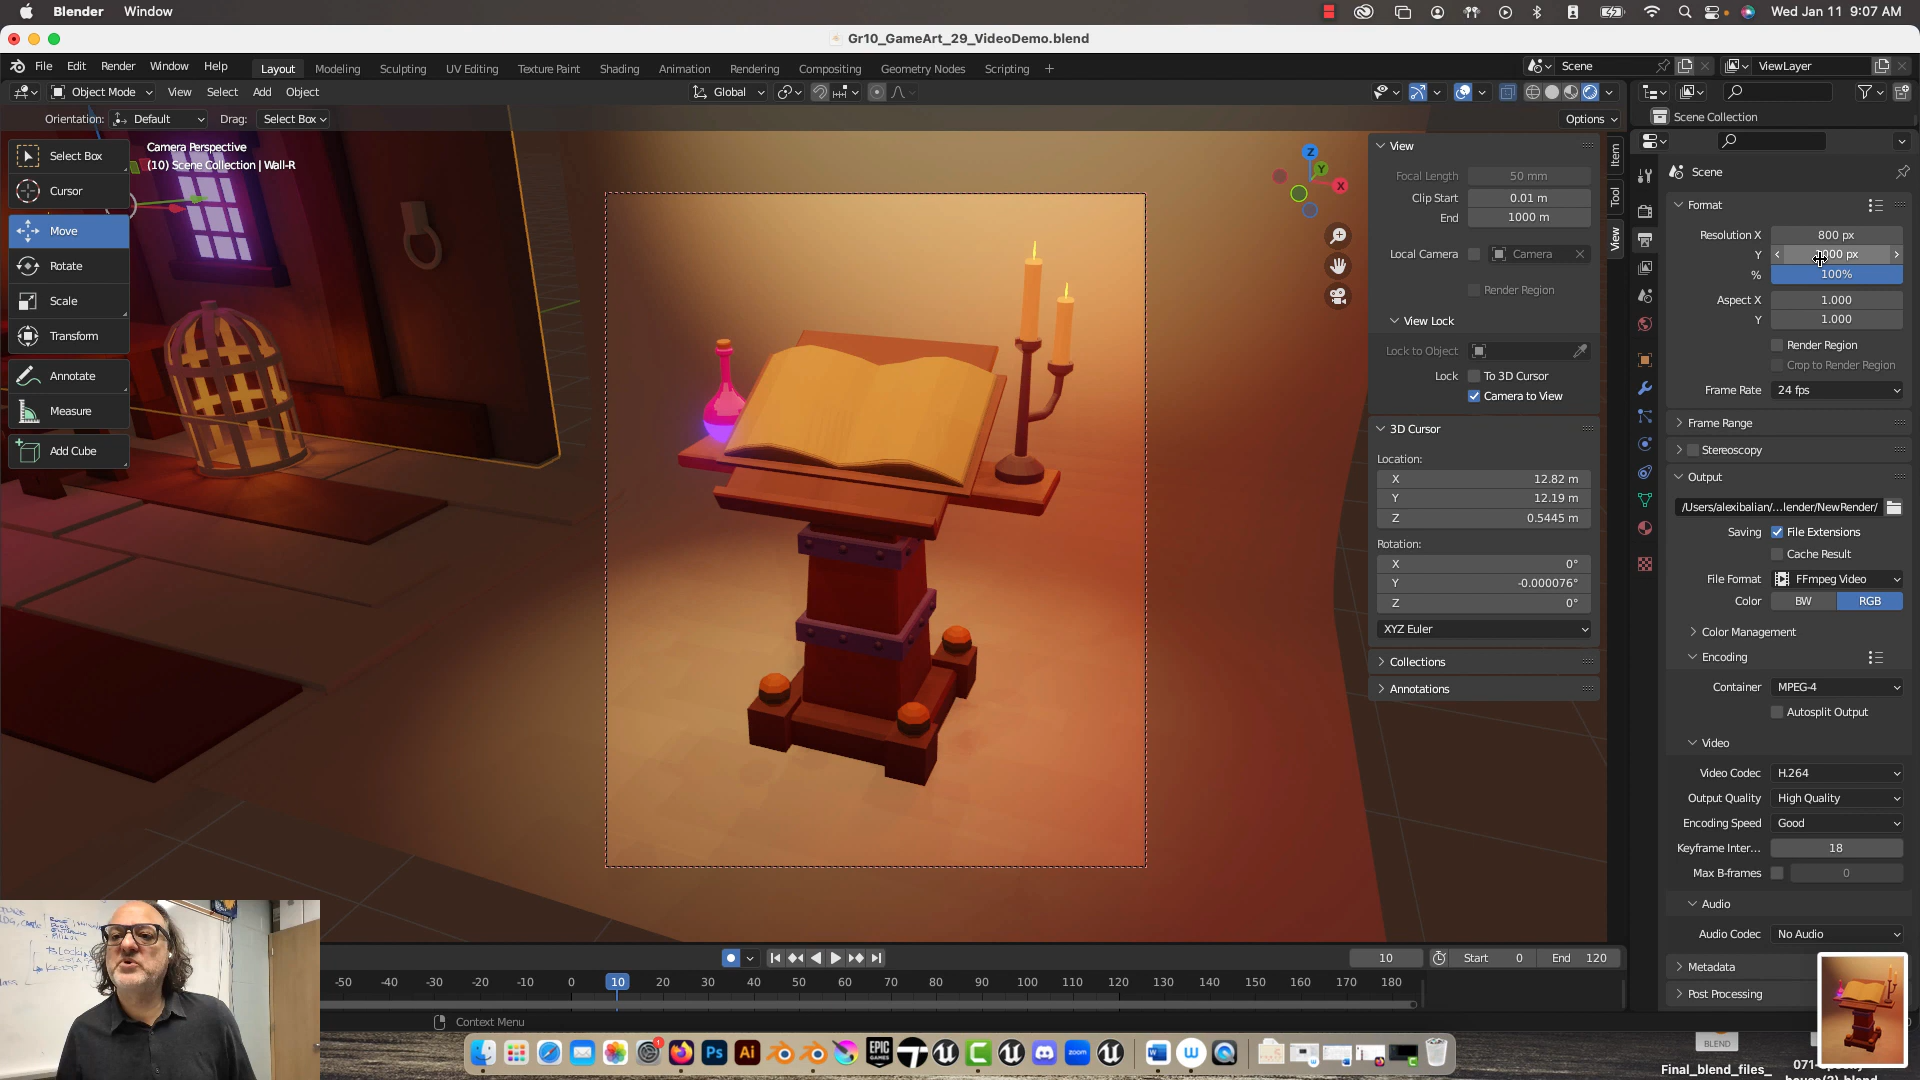 Blender Window Wed Jan 11 9:07 AM
Gr10_GameArt_29_VideoDemo.blend
File Edit Render Window Help Layout Modeling Sculpting UV Editing Texture Paint Shading Animation Rendering Compositing Geometry Nodes Scripting + Scene ViewLayer
Object Mode View Select Add Object Global
Scene Collection
Orientation: Default Drag: Select Box Options
Camera Perspective
(10) Scene Collection | Wall-R
Select Box
Cursor
Move
Rotate
Scale
Transform
Annotate
Measure
Add Cube
Z
Y
X
View
Focal Length 50 mm
Clip Start 0.01 m
End 1000 m
Local Camera Camera
Render Region
View Lock
Lock to Object
Lock To 3D Cursor
Camera to View
3D Cursor
Location:
X 12.82 m
Y 12.19 m
Z 0.5445 m
Rotation:
X 0°
Y -0.000076°
Z 0°
XYZ Euler
Collections
Annotations
Item
Tool
View
Scene
Format
Resolution X 800 px
Y 1000 px
% 100%
Aspect X 1.000
Y 1.000
Render Region
Crop to Render Region
Frame Rate 24 fps
Frame Range
Stereoscopy
Output
/Users/alexibalian/...lender/NewRender/
Saving File Extensions
Cache Result
File Format FFmpeg Video
Color BW RGB
Color Management
Encoding
Container MPEG-4
Autosplit Output
Video
Video Codec H.264
Output Quality High Quality
Encoding Speed Good
Keyframe Inter... 18
Max B-frames 0
Audio
Audio Codec No Audio
Metadata
Post Processing
10 Start 0 End 120
-50 -40 -30 -20 -10 0 10 20 30 40 50 60 70 80 90 100 110 120 130 140 150 160 170 180
Context Menu
Ps Ai EPIC GAMES zoom W
BLEND
Final_blend_files_